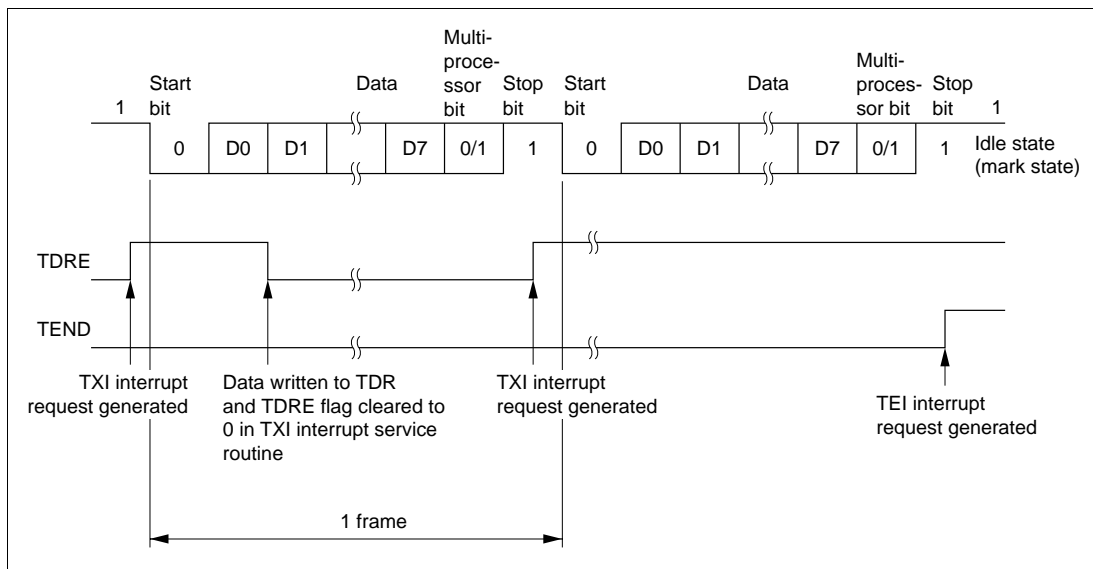 Multi-
proce-
ssor
bit
Multi-
proces-
sor bit
Start
bit
Data
Stop
bit
Start
bit
Data
Stop
bit
1
1
0
D0
D1
D7
0/1
1
0
D0
D1
D7
0/1
1
Idle state
(mark state)
TDRE
TEND
TXI interrupt
request generated
Data written to TDR
and TDRE flag cleared to
0 in TXI interrupt service
routine
TXI interrupt
request generated
TEI interrupt
request generated
1 frame